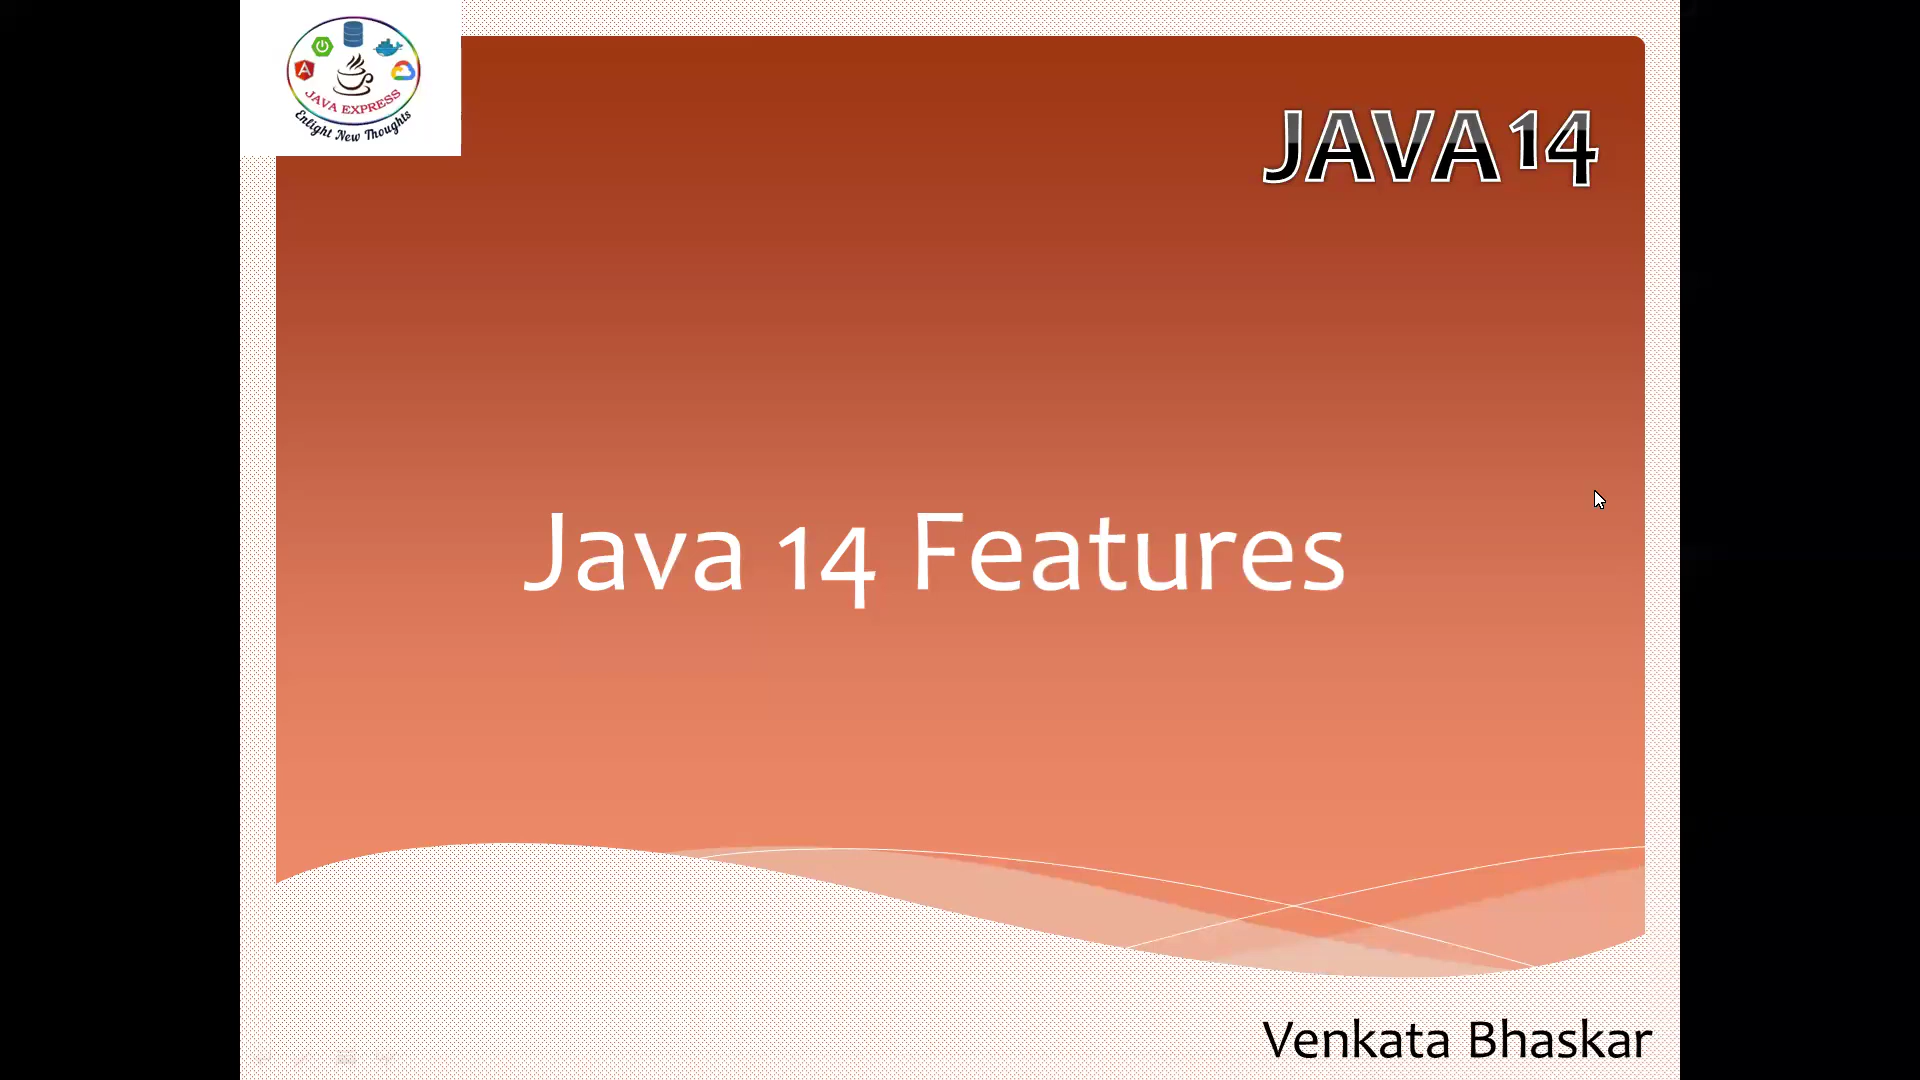 JAVA EXPRESS
Enlight New Thoughts
JAVA 14
Java 14 Features
Venkata Bhaskar